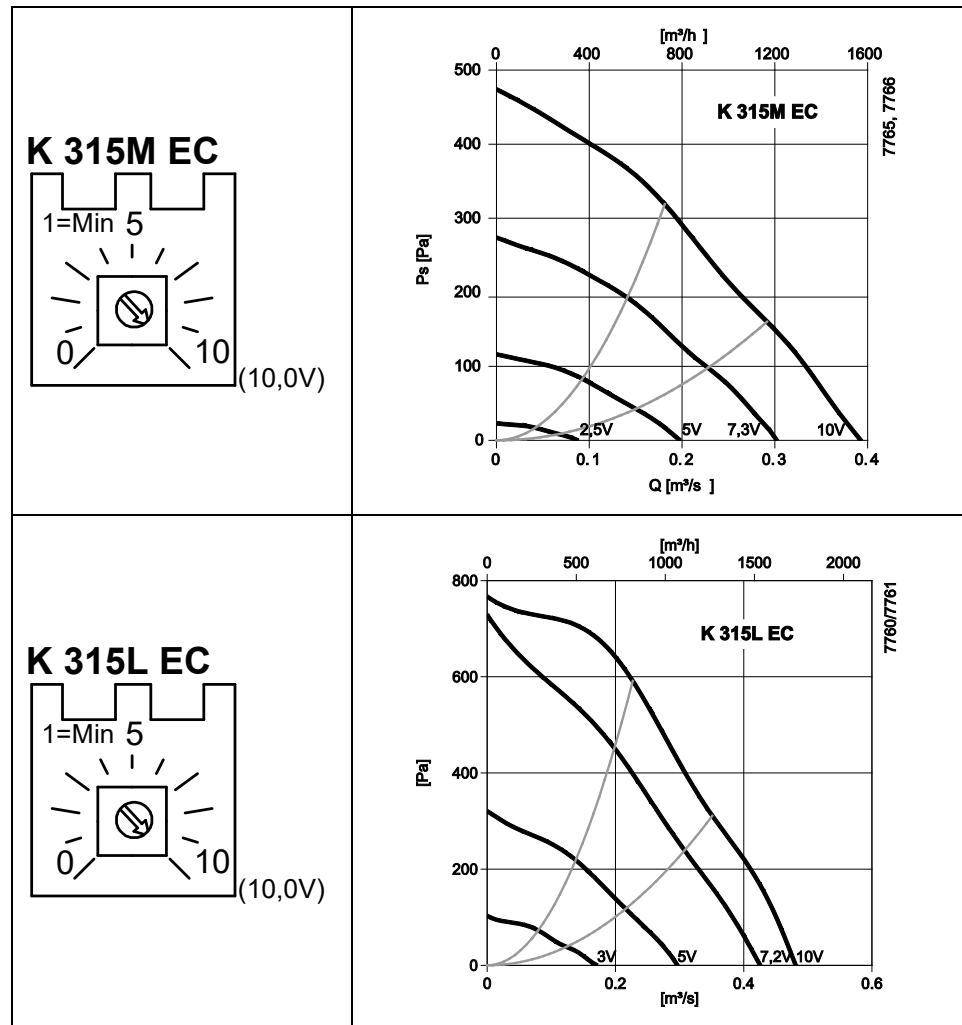 K 315M EC
1=Min 5
0
10
(10,0V)
[m³/h ]
0 400 800 1200 1600
500
400
300
200
100
0
Ps [Pa]
K 315M EC
7765, 7766
2,5V 5V 7,3V 10V
0 0.1 0.2 0.3 0.4
Q [m³/s ]
K 315L EC
1=Min 5
0
10
(10,0V)
[m³/h]
0 500 1000 1500 2000
800
600
400
200
0
[Pa]
K 315L EC
7760/7761
3V 5V 7,2V 10V
0 0.2 0.4 0.6
[m³/s]